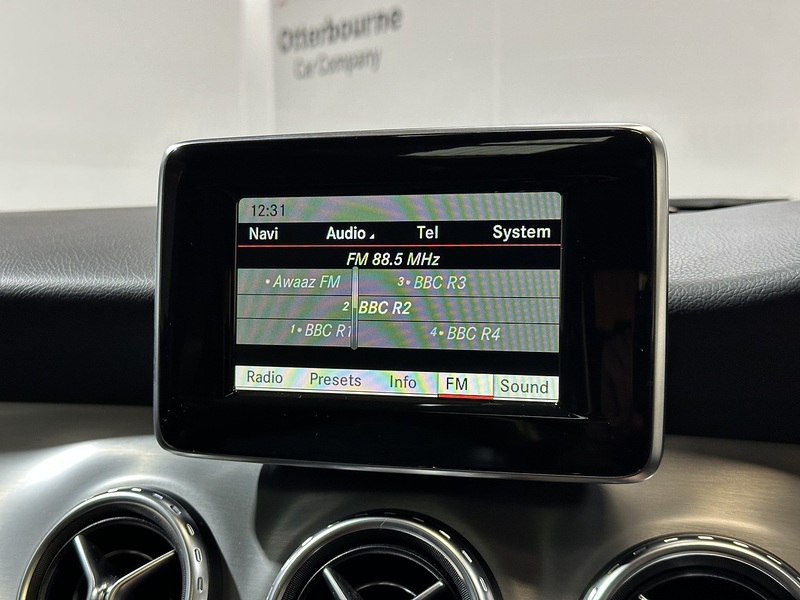 Otterbourne
Car Company
12:31
Navi Audio Tel System
FM 88.5 MHz
• Awaaz FM 3• BBC R3
2 BBC R2
1• BBC R1 4• BBC R4
Radio Presets Info FM Sound